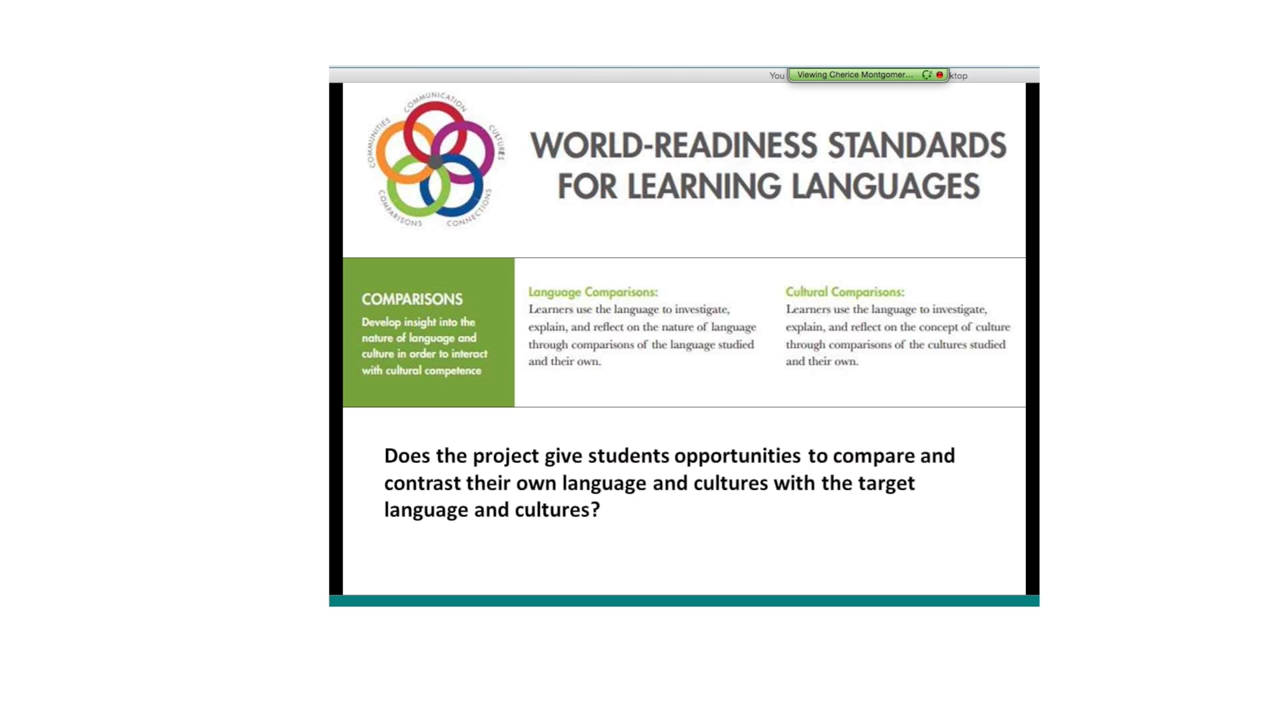 You
Viewing Cherice Montgomer...
ktop
COMMUNICATION
COMMUNITIES
CULTURES
COMPARISONS
CONNECTIONS
WORLD-READINESS STANDARDS
FOR LEARNING LANGUAGES
COMPARISONS
Develop insight into the
nature of language and
culture in order to interact
with cultural competence
Language Comparisons:
Learners use the language to investigate,
explain, and reflect on the nature of language
through comparisons of the language studied
and their own.
Cultural Comparisons:
Learners use the language to investigate,
explain, and reflect on the concept of culture
through comparisons of the cultures studied
and their own.
Does the project give students opportunities to compare and
contrast their own language and cultures with the target
language and cultures?